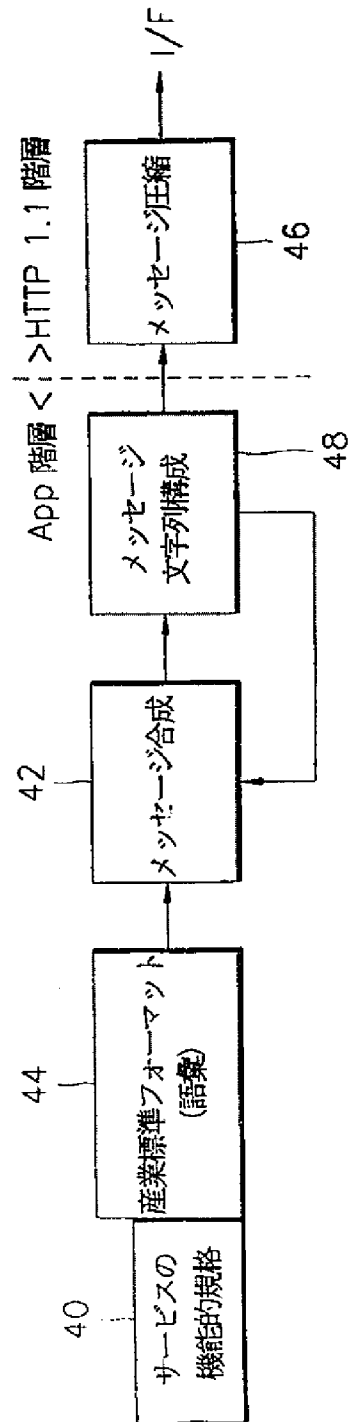 40
サービスの
機能的規格
44
産業標準フォーマット
(語彙)
42
メッセージ合成
メッセージ
文字列構成
48
App 階層 < > HTTP 1.1 階層
メッセージ圧縮
46
I/F